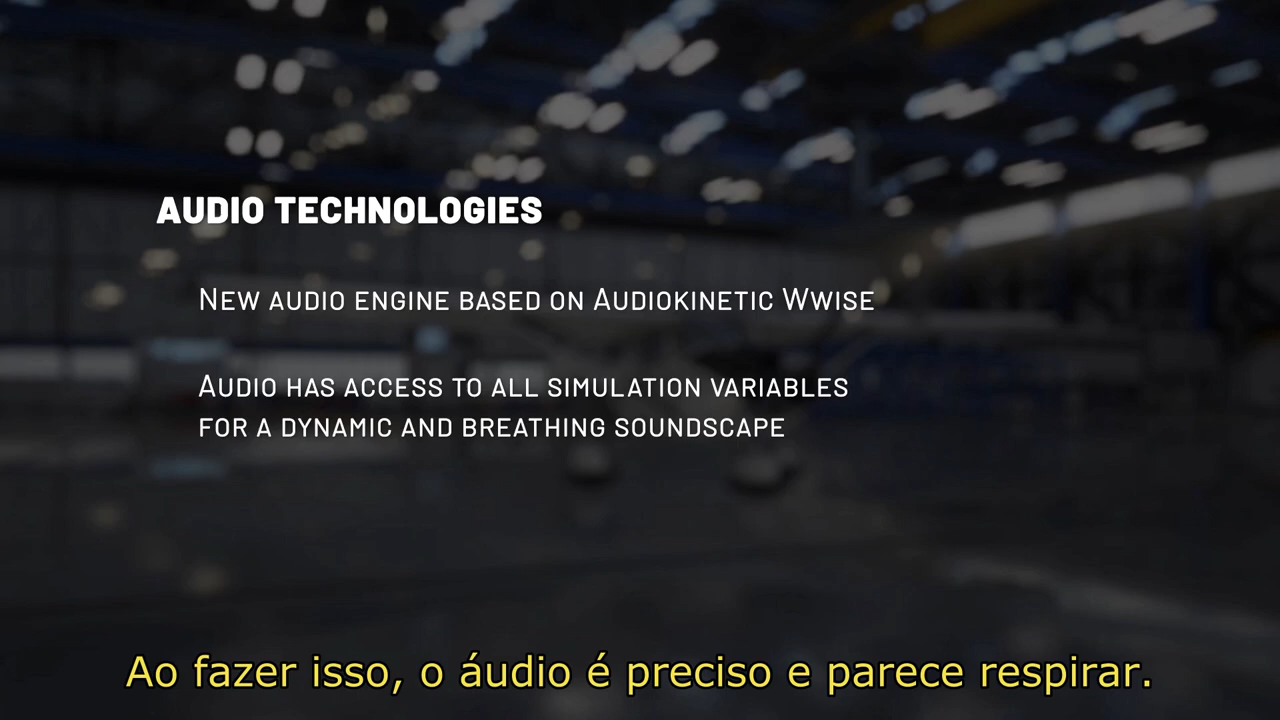 AUDIO TECHNOLOGIES
New audio engine based on Audiokinetic Wwise
Audio has access to all simulation variables
for a dynamic and breathing soundscape
Ao fazer isso, o áudio é preciso e parece respirar.